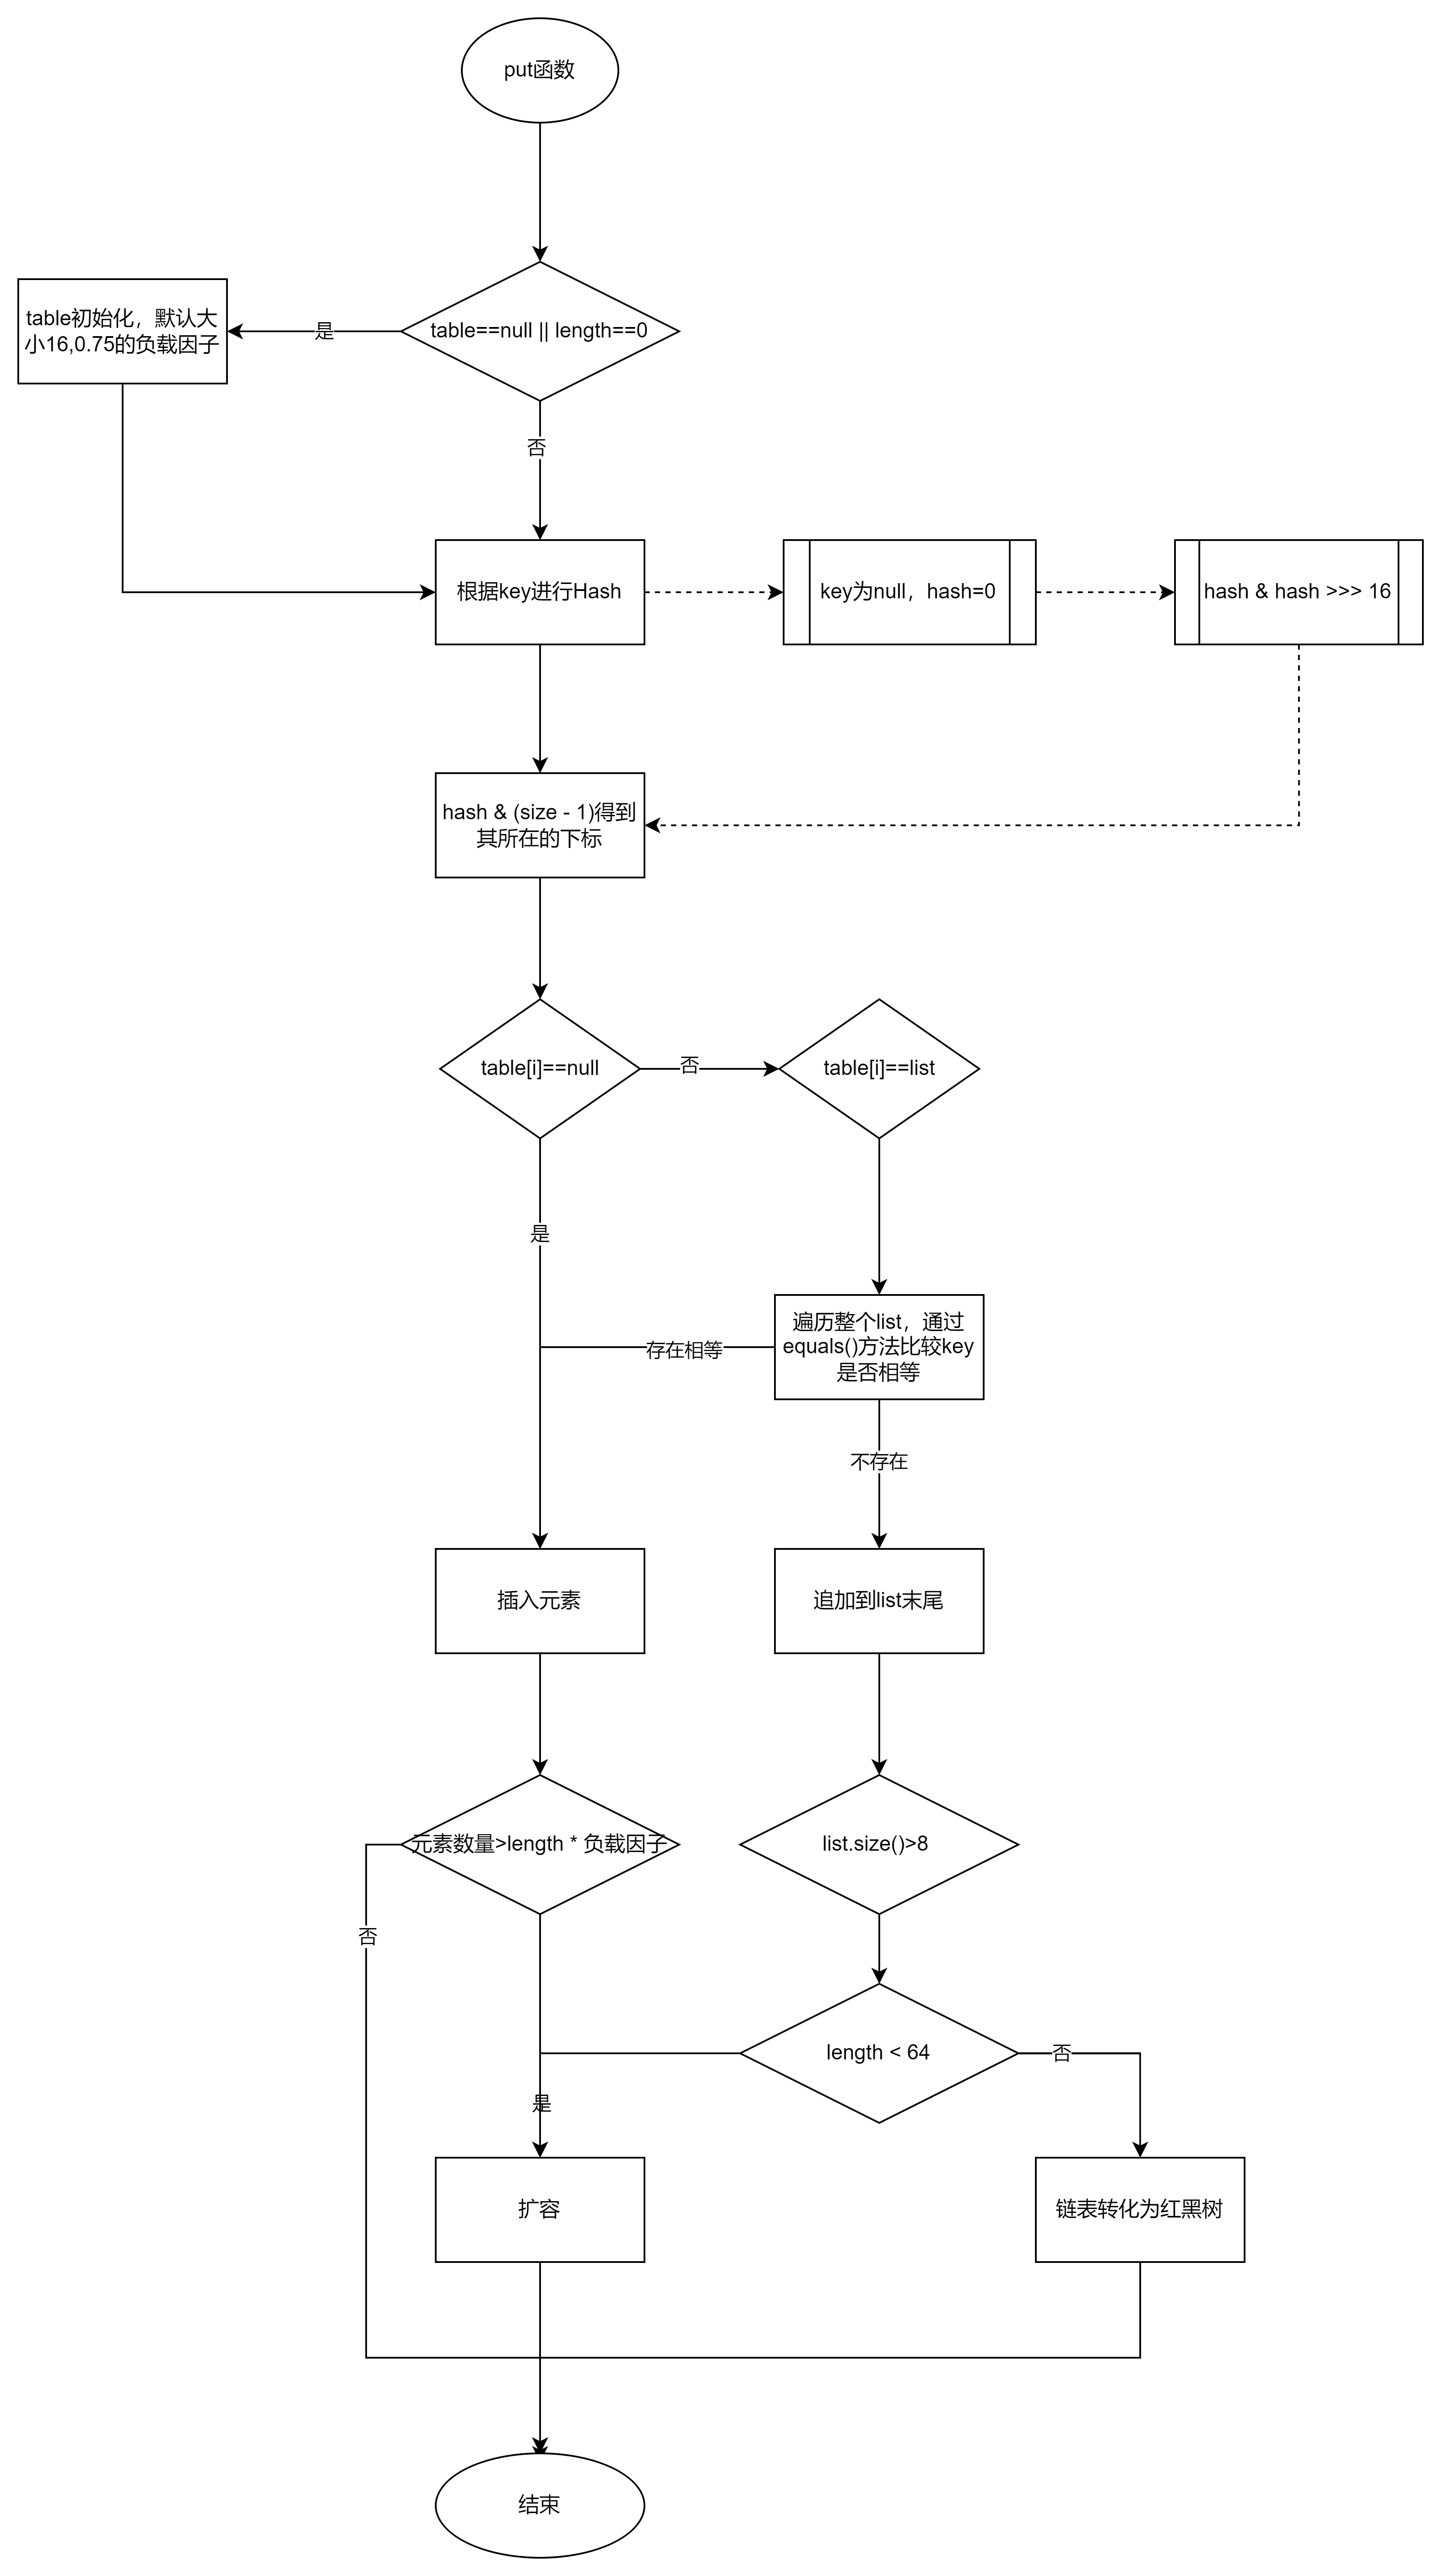 put函数
table==null || length==0
是
table初始化，默认大
小16,0.75的负载因子
否
根据key进行Hash
key为null，hash=0
hash & hash >>> 16
hash & (size - 1)得到
其所在的下标
table[i]==null
否
table[i]==list
是
遍历整个list，通过
equals()方法比较key
是否相等
存在相等
不存在
插入元素
追加到list末尾
元素数量>length * 负载因子
list.size()>8
否
length < 64
否
是
扩容
链表转化为红黑树
结束